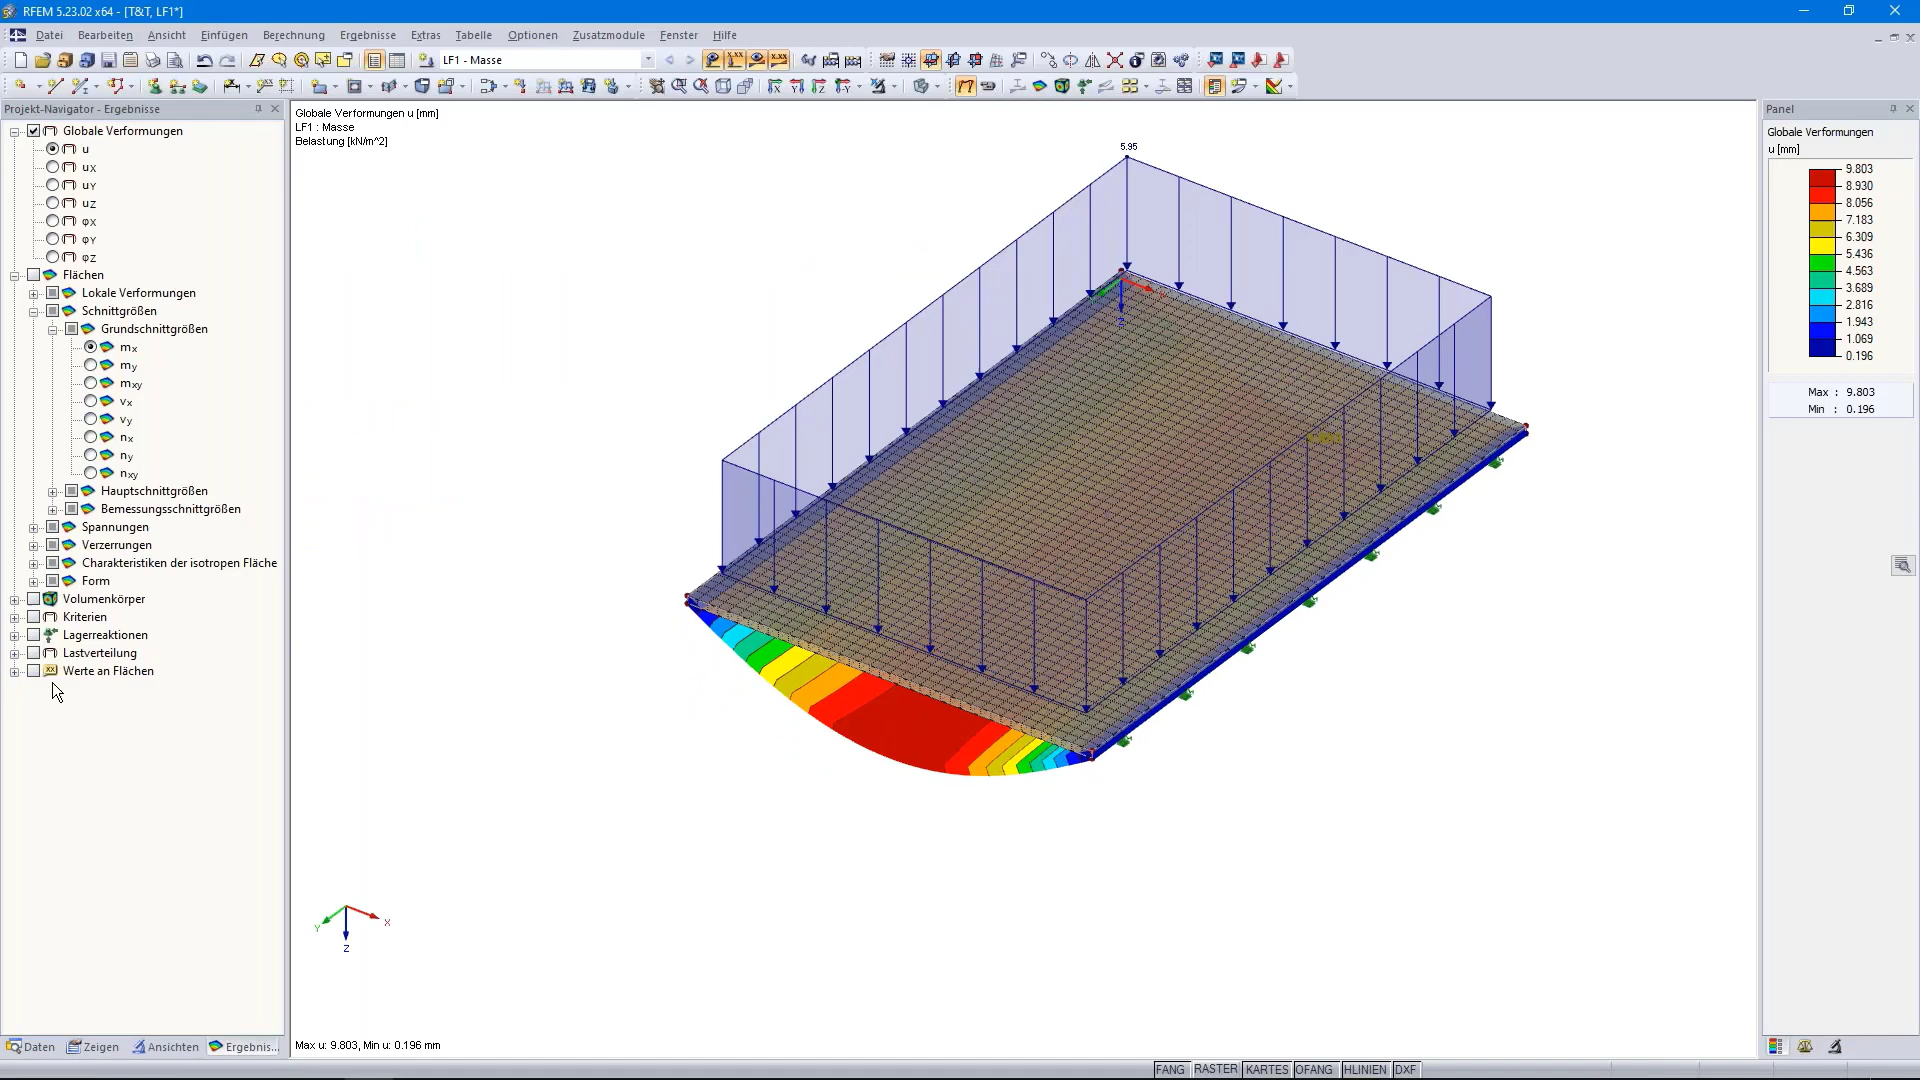 RFEM 5.23.02 x64 - [T&T, LF1*]
Datei Bearbeiten Ansicht Einfügen Berechnung Ergebnisse Extras Tabelle Optionen Zusatzmodule Fenster Hilfe
LF1 - Masse
Projekt-Navigator - Ergebnisse
Globale Verformungen
u
uX
uY
uZ
φX
φY
φZ
Flächen
Lokale Verformungen
Schnittgrößen
Grundschnittgrößen
mx
my
mxy
vx
vy
nx
ny
nxy
Hauptschnittgrößen
Bemessungsschnittgrößen
Spannungen
Verzerrungen
Charakteristiken der isotropen Fläche
Form
Volumenkörper
Kriterien
Lagerreaktionen
Lastverteilung
Werte an Flächen
Daten Zeigen Ansichten Ergebnis...
Globale Verformungen u [mm]
LF1 : Masse
Belastung [kN/m^2]
5.95
Z
X
Y
Z
Max u: 9.803, Min u: 0.196 mm
Panel
Globale Verformungen
u [mm]
9.803
8.930
8.056
7.183
6.309
5.436
4.563
3.689
2.816
1.943
1.069
0.196
Max : 9.803
Min : 0.196
FANG RASTER KARTES OFANG HLINIEN DXF